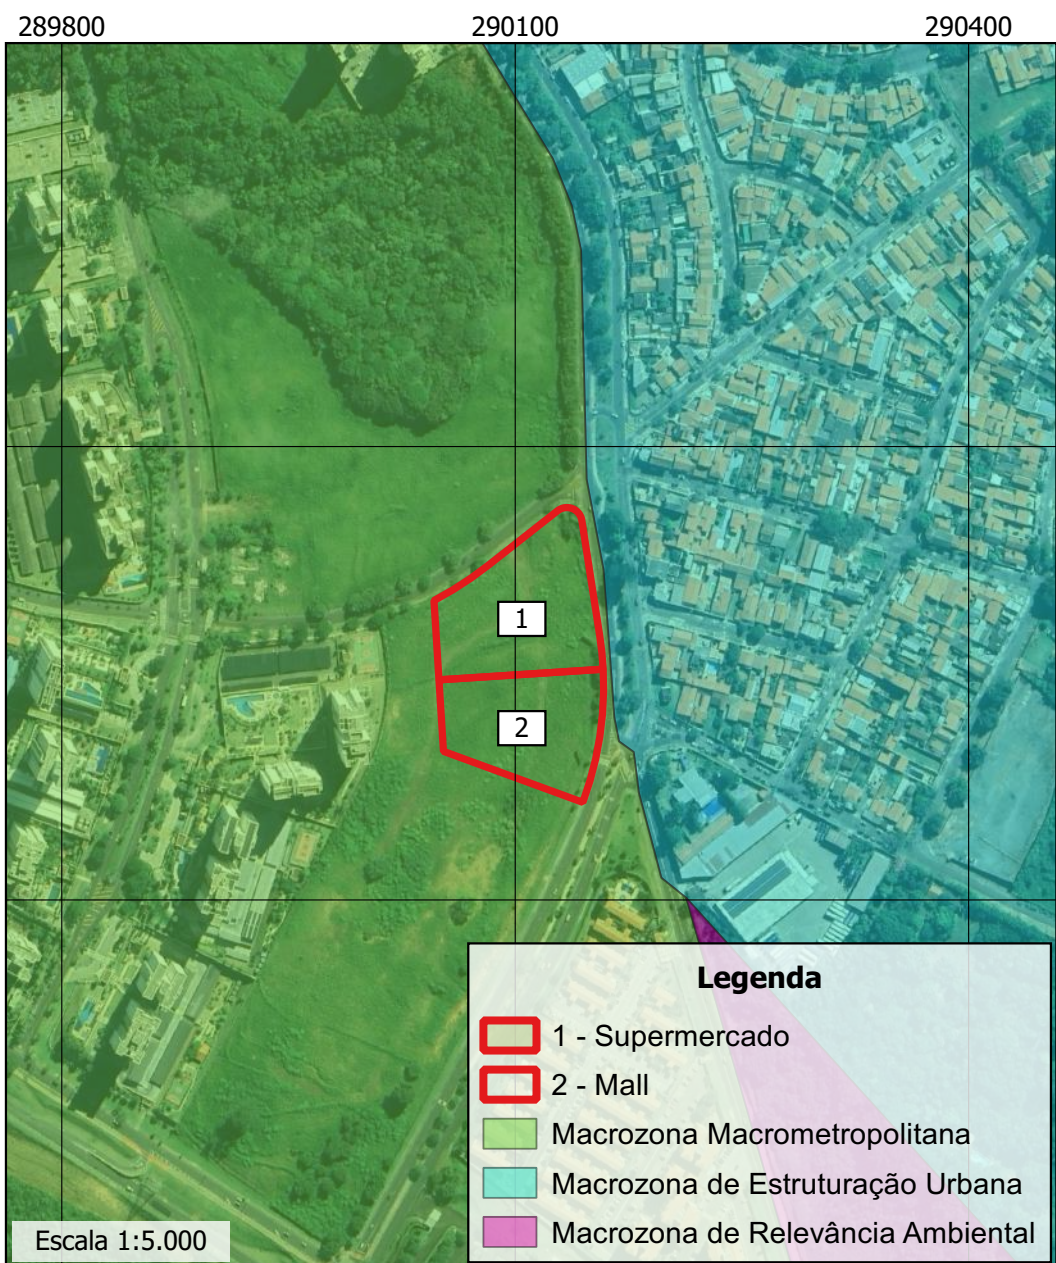 289800 290100 290400
1
2
Legenda
1 - Supermercado
2 - Mall
Macrozona Macrometropolitana
Macrozona de Estruturação Urbana
Macrozona de Relevância Ambiental
Escala 1:5.000